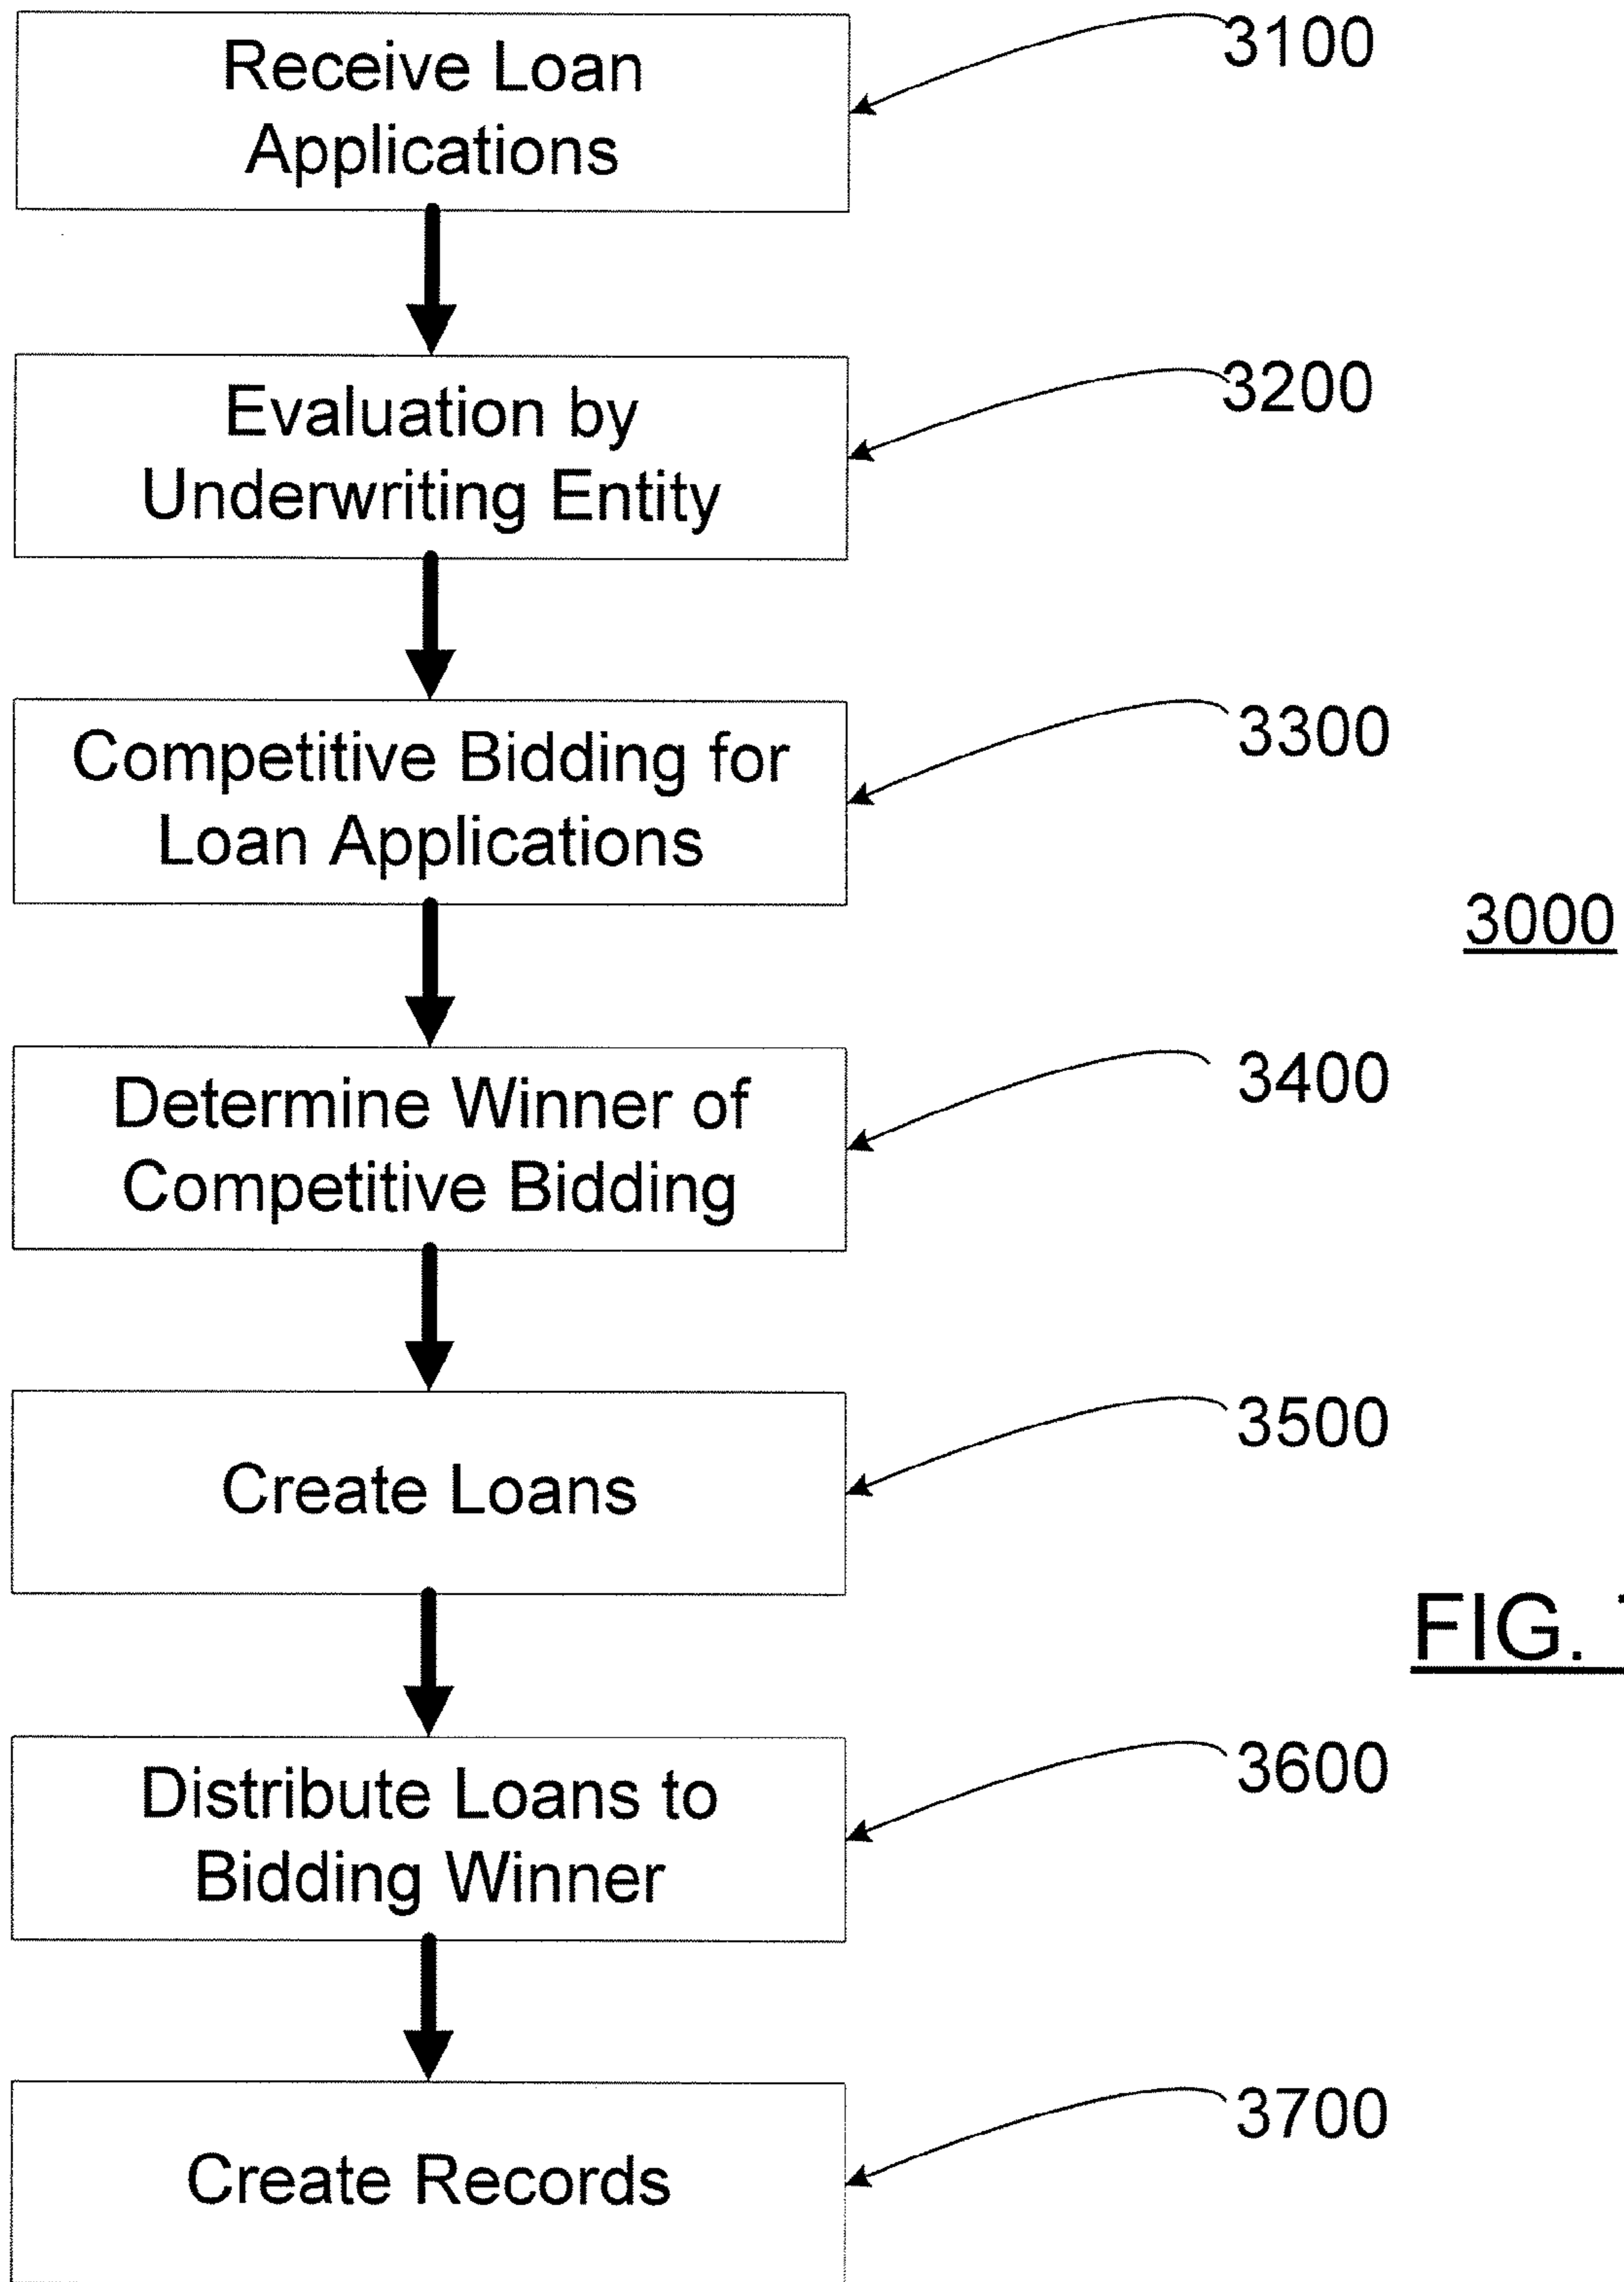 Receive Loan
Applications
3100
Evaluation by
Underwriting Entity
3200
Competitive Bidding for
Loan Applications
3300
3000
Determine Winner of
Competitive Bidding
3400
Create Loans
3500
FIG.
Distribute Loans to
Bidding Winner
3600
Create Records
3700